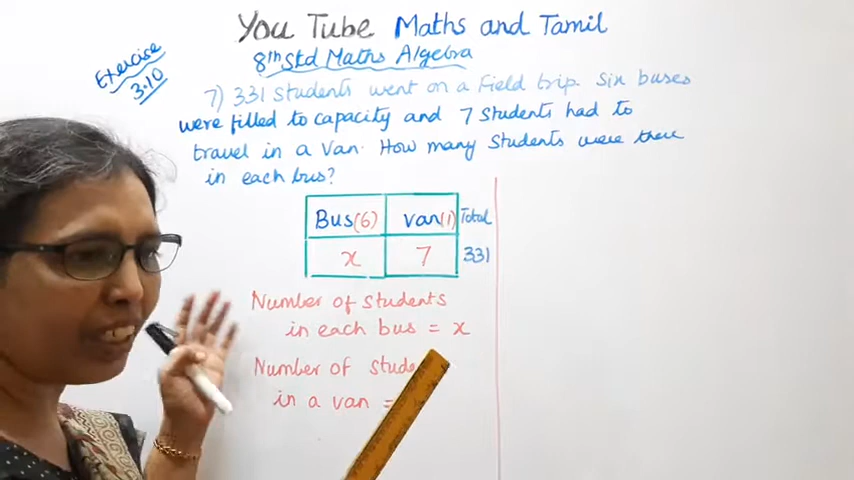 You Tube Maths and Tamil
8th Std Maths Algebra
Exercise
3.10
7) 331 students went on a field trip. Six buses
were filled to capacity and 7 students had to
travel in a van. How many students were there
in each bus?
Bus(6) van(1) Total
x 7 331
Number of students
in each bus = x
Number of
in a van =